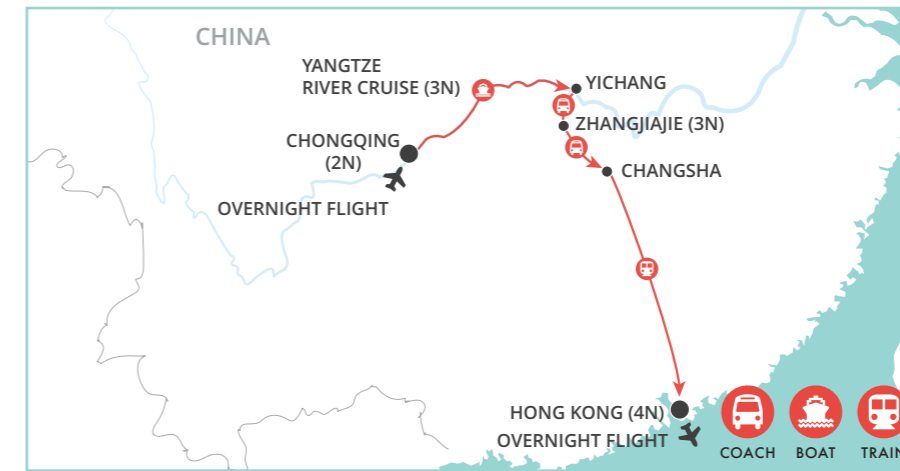 CHINA
YANGTZE
RIVER CRUISE (3N)
YICHANG
ZHANGJIAJIE (3N)
CHONGQING
(2N)
CHANGSHA
OVERNIGHT FLIGHT
HONG KONG (4N)
OVERNIGHT FLIGHT
COACH
BOAT
TRAIN